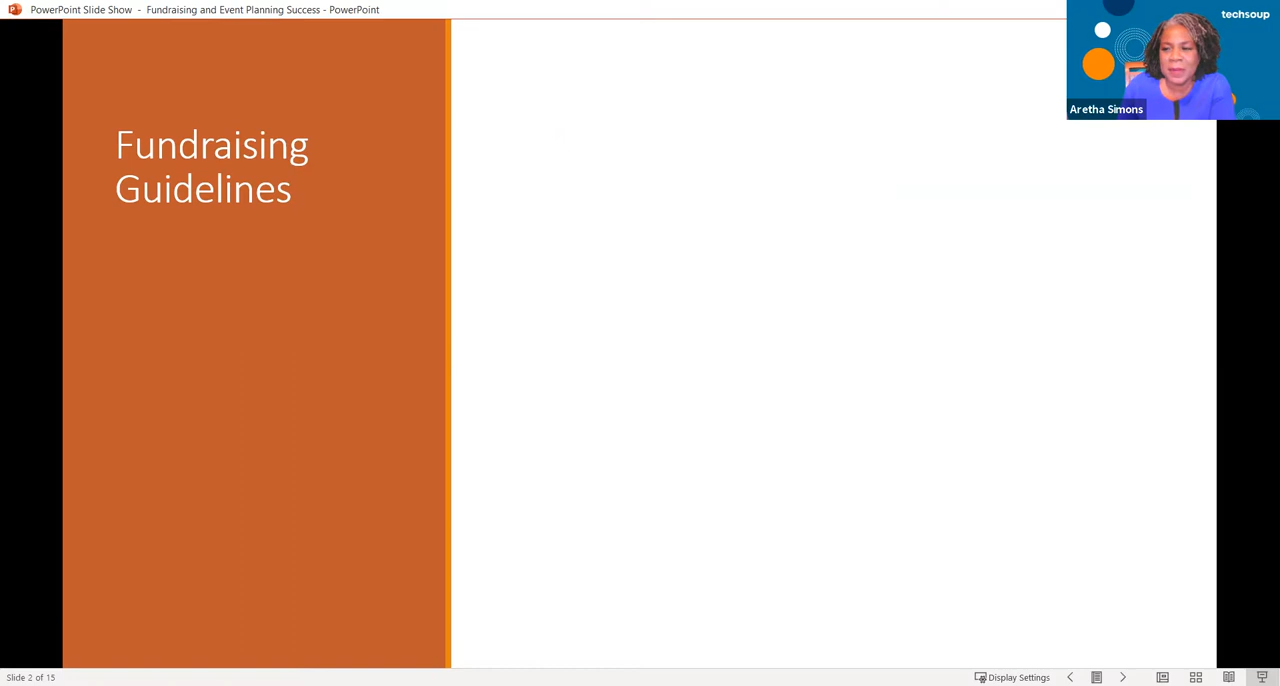 PowerPoint Slide Show - Fundraising and Event Planning Success - PowerPoint
techsoup
Aretha Simons
Fundraising
Guidelines
Slide 2 of 15
Display Settings